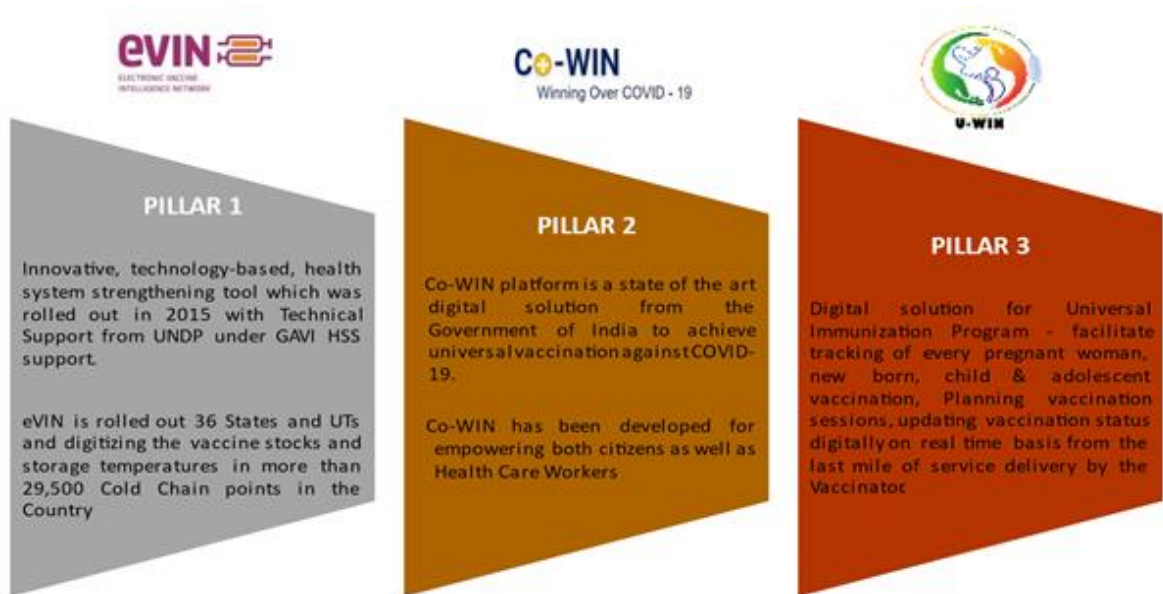 eVIN
ELECTRONIC VACCINE
INTELLIGENCE NETWORK
PILLAR 1
Innovative, technology-based, health
system strengthening tool which was
rolled out in 2015 with Technical
Support from UNDP under GAVI HSS
support.
eVIN is rolled out 36 States and UTs
and digitizing the vaccine stocks and
storage temperatures in more than
29,500 Cold Chain points in the
Country
Co-WIN
Winning Over COVID - 19
PILLAR 2
Co-WIN platform is a state of the art
digital solution from the
Government of India to achieve
universal vaccination against COVID-
19.
Co-WIN has been developed for
empowering both citizens as well as
Health Care Workers
U-WIN
PILLAR 3
Digital solution for Universal
Immunization Program - facilitate
tracking of every pregnant woman,
new born, child & adolescent
vaccination, Planning vaccination
sessions, updating vaccination status
digitally on real time basis from the
last mile of service delivery by the
Vaccinator.